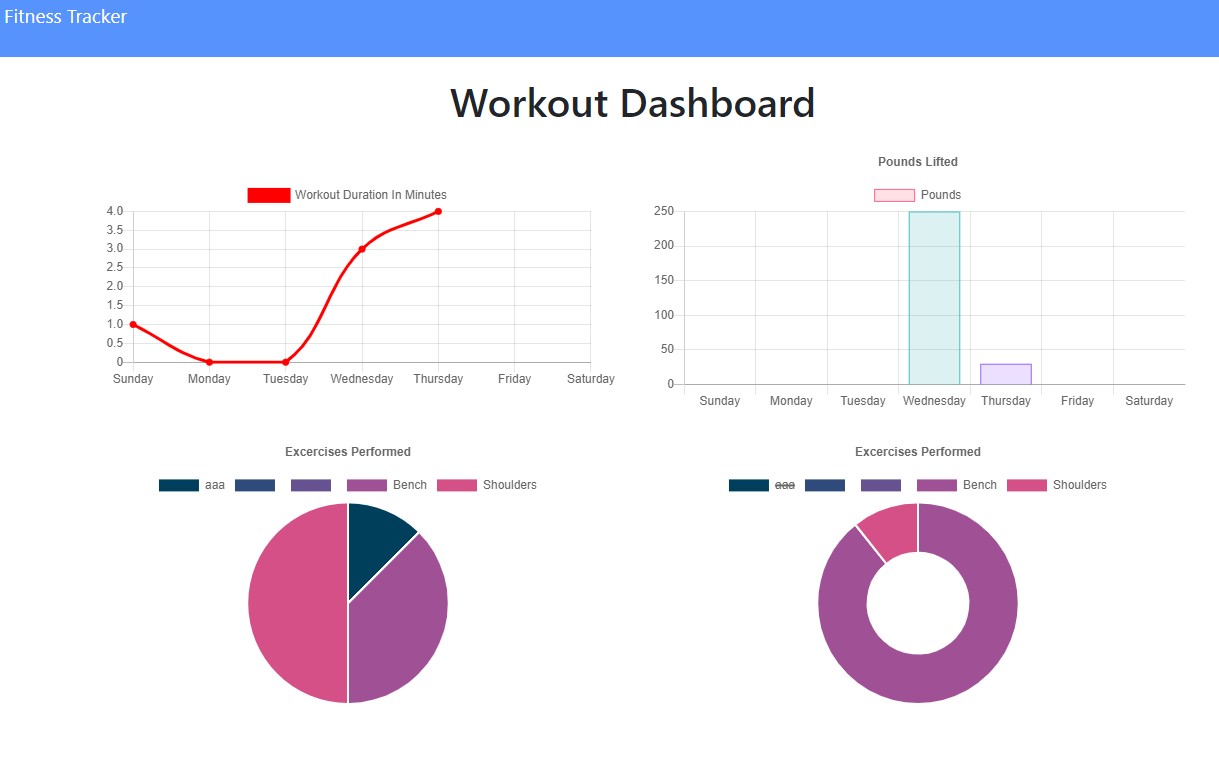 Fitness Tracker
Workout Dashboard
Workout Duration In Minutes
4.0
3.5
3.0
2.5
2.0
1.5
1.0
0.5
0
Sunday Monday Tuesday Wednesday Thursday Friday Saturday
Pounds Lifted
Pounds
250
200
150
100
50
0
Sunday Monday Tuesday Wednesday Thursday Friday Saturday
Excercises Performed
aaa Bench Shoulders
Excercises Performed
aaa Bench Shoulders